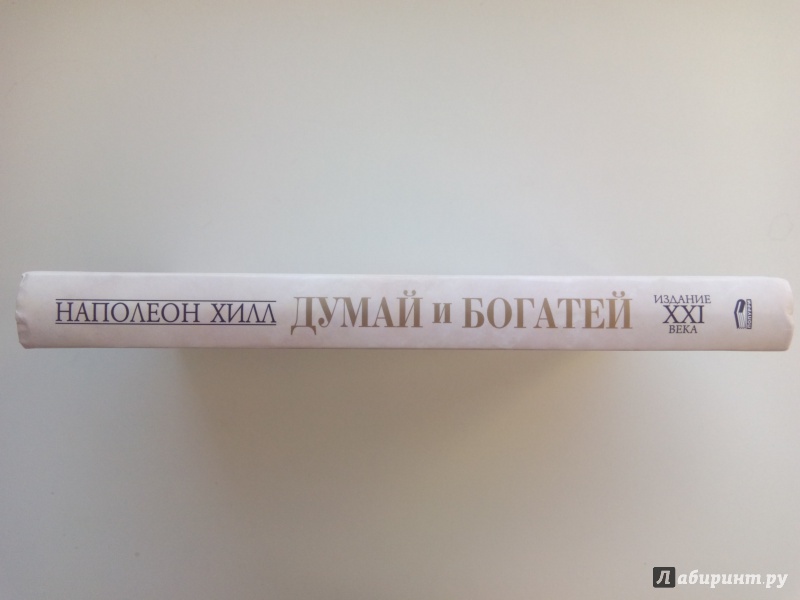 НАПОЛЕОН ХИЛЛ
ДУМАЙ И БОГАТЕЙ
ИЗДАНИЕ
XXI
ВЕКА
Лабиринт.ру